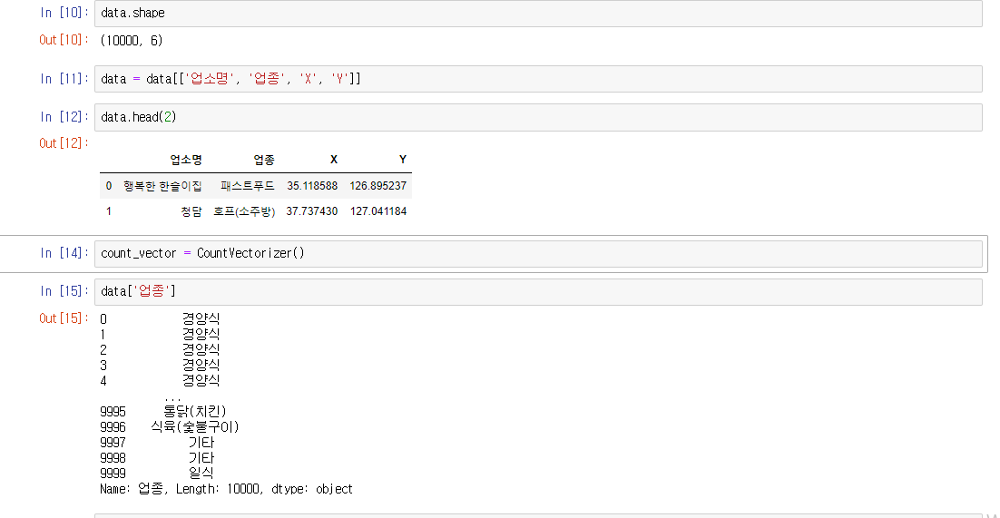 In [10]: data.shape
Out[10]: (10000, 6)
In [11]: data = data[['업소명', '업종', 'X', 'Y']]
In [12]: data.head(2)
Out[12]:
업소명 업종 X Y
0 행복한 한술이집 패스트푸드 35.118588 126.895237
1 청담 호프(소주방) 37.737430 127.041184
In [14]: count_vector = CountVectorizer()
In [15]: data['업종']
Out[15]: 0 경양식
1 경양식
2 경양식
3 경양식
4 경양식
...
9995 통닭(치킨)
9996 식육(숯불구이)
9997 기타
9998 기타
9999 일식
Name: 업종, Length: 10000, dtype: object